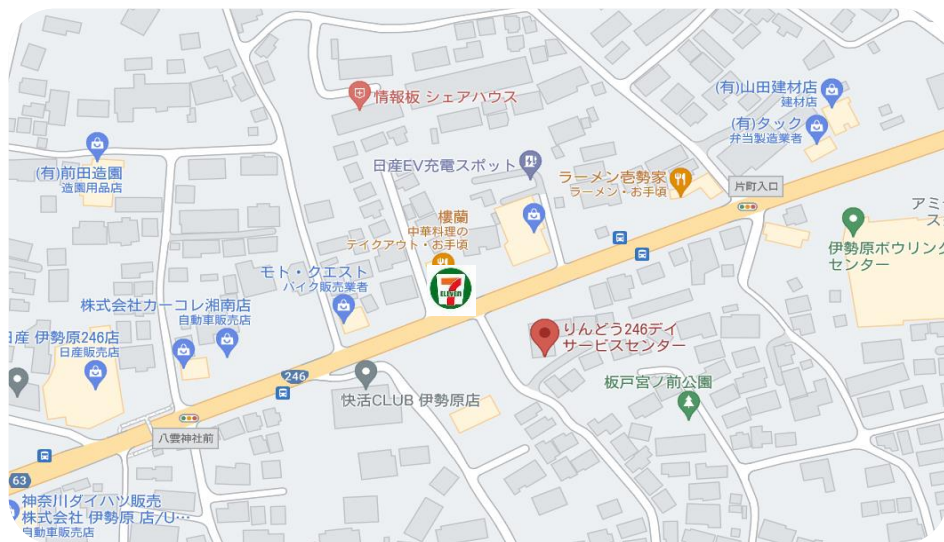 (有)山田建材店
建材店
(有)タック
弁当製造業者
情報板 シェアハウス
日産EV充電スポット
(有)前田造園
造園用品店
ラーメン壱勢家
ラーメン・お手頃
片町入口
アミ
ス
樓蘭
中華料理の
テイクアウト・お手頃
伊勢原ボウリング
センター
モト・クエスト
バイク販売業者
7
ELEVEN
株式会社カーコレ湘南店
自動車販売店
りんどう246デイ
サービスセンター
産 伊勢原246店
日産販売店
246
板戸宮ノ前公園
快活CLUB 伊勢原店
八雲神社前
63
神奈川ダイハツ販売
株式会社 伊勢原 店/U…
自動車販売店